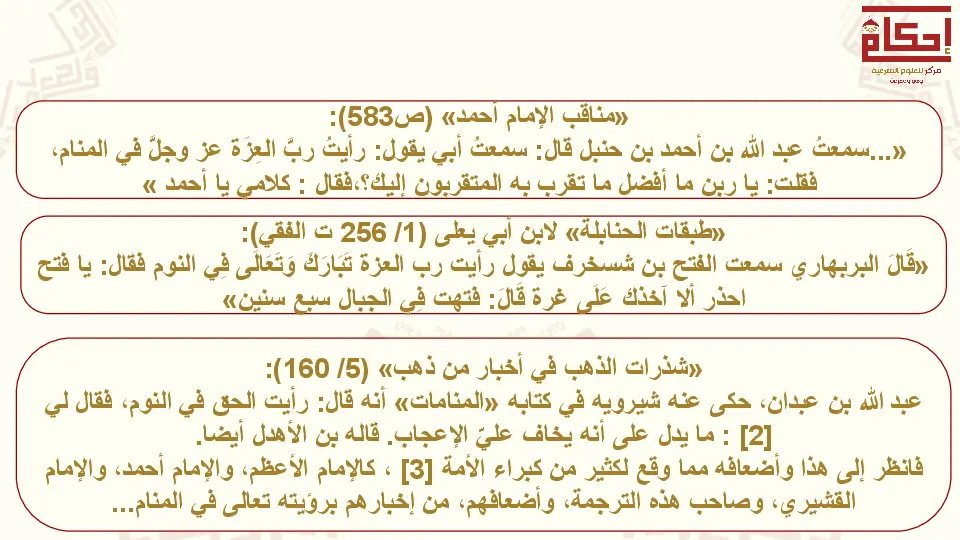 إحكام
مركز للعلوم الشرعية
«مناقب الإمام أحمد» (ص583):
«...سمعتُ عبد الله بن أحمد بن حنبل قال: سمعتُ أبي يقول: رأيتُ ربَّ العِزَة عز وجلَّ في المنام،
فقلت: يا ربن ما أفضل ما تقرب به المتقربون إليك؟،فقال : كلامي يا أحمد »
«طبقات الحنابلة» لابن أبي يعلى (1/ 256 ت الفقي):
«قَالَ البربهاري سمعت الفتح بن شسخرف يقول رأيت رب العزة تَبَارَكَ وَتَعَالَى فِي النوم فقال: يا فتح
احذر ألا آخذك عَلَى غرة قَالَ: فتهت فِي الجبال سبع سنين»
«شذرات الذهب في أخبار من ذهب» (5/ 160):
عبد الله بن عبدان، حكى عنه شيرويه في كتابه «المنامات» أنه قال: رأيت الحق في النوم، فقال لي
[2] : ما يدل على أنه يخاف عليّ الإعجاب. قاله بن الأهدل أيضا.
فانظر إلى هذا وأضعافه مما وقع لكثير من كبراء الأمة [3] ، كالإمام الأعظم، والإمام أحمد، والإمام
القشيري، وصاحب هذه الترجمة، وأضعافهم، من إخبارهم برؤيته تعالى في المنام...